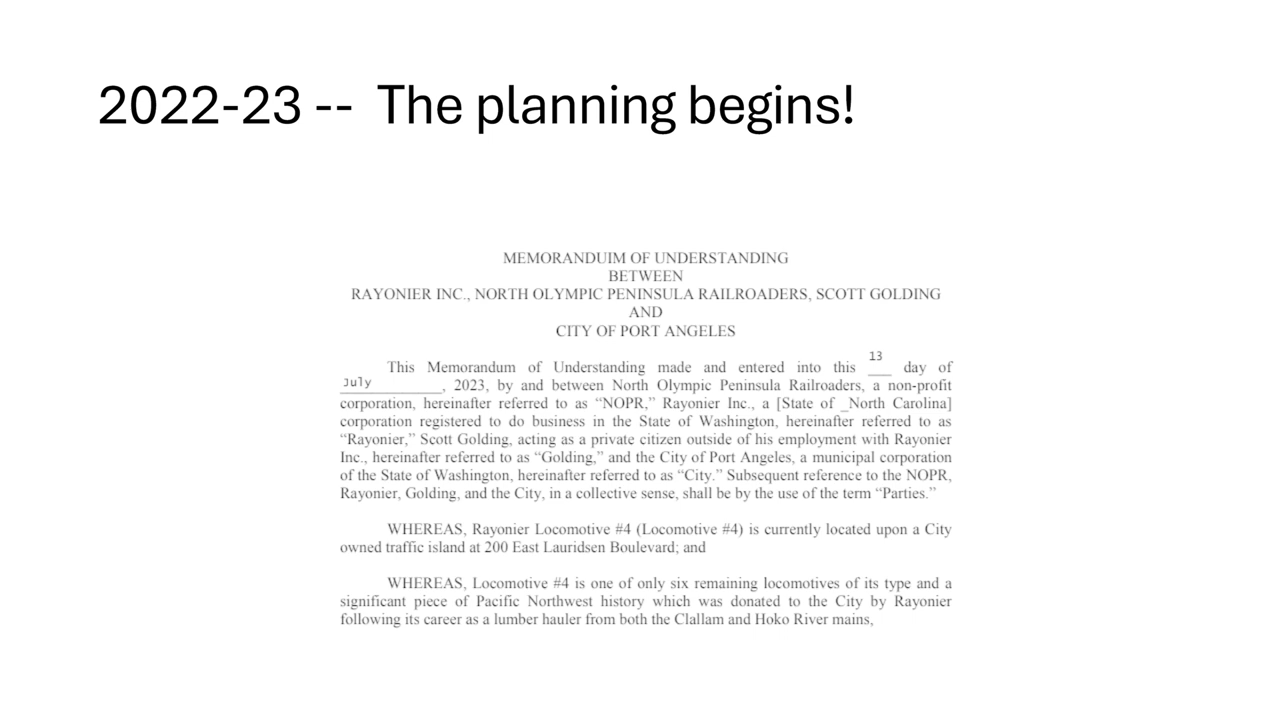 2022-23 -- The planning begins!
MEMORANDUIM OF UNDERSTANDING
BETWEEN
RAYONIER INC., NORTH OLYMPIC PENINSULA RAILROADERS, SCOTT GOLDING
AND
CITY OF PORT ANGELES
This Memorandum of Understanding made and entered into this 13 day of
July, 2023, by and between North Olympic Peninsula Railroaders, a non-profit
corporation, hereinafter referred to as “NOPR,” Rayonier Inc., a [State of _North Carolina]
corporation registered to do business in the State of Washington, hereinafter referred to as
“Rayonier,” Scott Golding, acting as a private citizen outside of his employment with Rayonier
Inc., hereinafter referred to as “Golding,” and the City of Port Angeles, a municipal corporation
of the State of Washington, hereinafter referred to as “City.” Subsequent reference to the NOPR,
Rayonier, Golding, and the City, in a collective sense, shall be by the use of the term “Parties.”
WHEREAS, Rayonier Locomotive #4 (Locomotive #4) is currently located upon a City
owned traffic island at 200 East Lauridsen Boulevard; and
WHEREAS, Locomotive #4 is one of only six remaining locomotives of its type and a
significant piece of Pacific Northwest history which was donated to the City by Rayonier
following its career as a lumber hauler from both the Clallam and Hoko River mains,